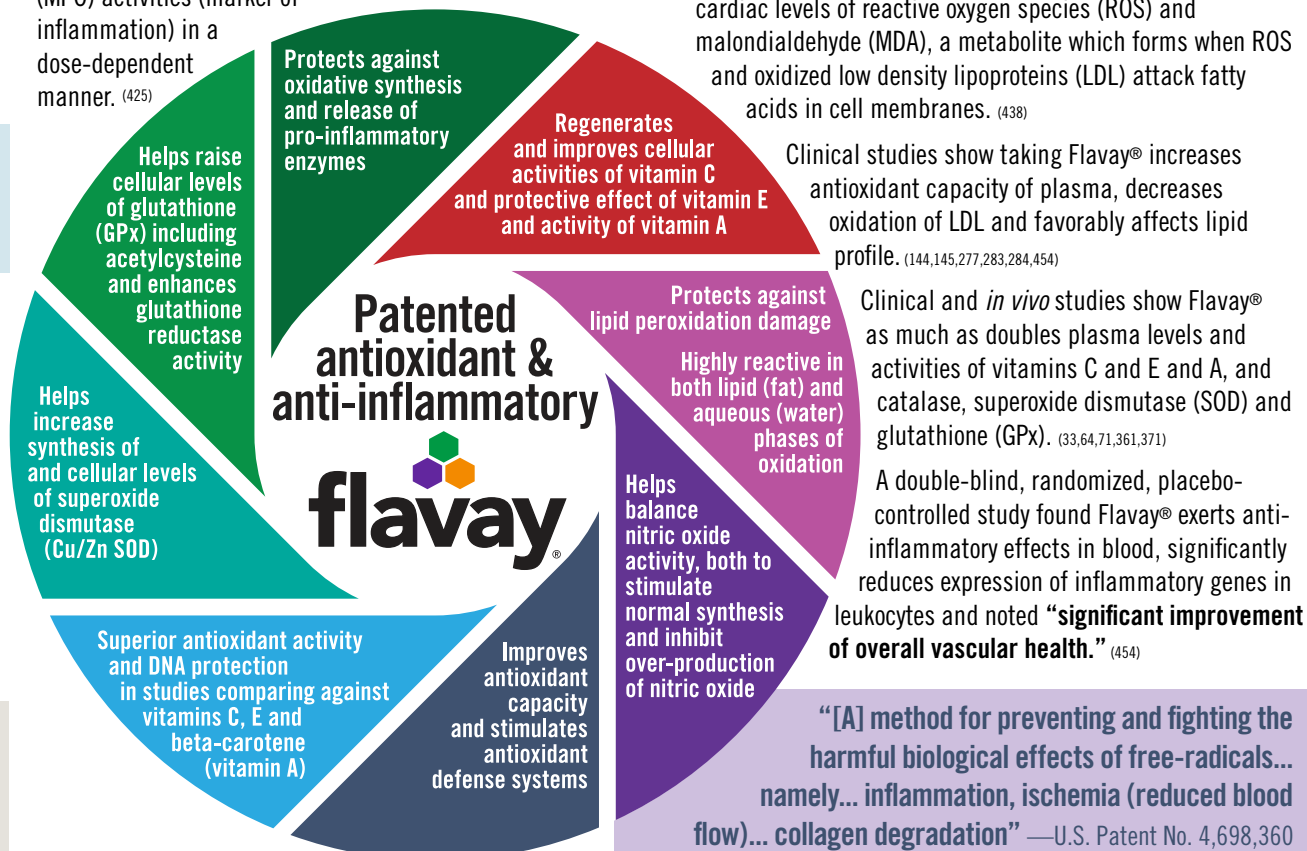 inflammation) in a
dose-dependent
manner. (425)
Protects against
oxidative synthesis
and release of
pro-inflammatory
enzymes
Regenerates
and improves cellular
activities of vitamin C
and protective effect of vitamin E
and activity of vitamin A
Protects against
lipid peroxidation damage
Highly reactive in
both lipid (fat) and
aqueous (water)
phases of
oxidation
Helps
balance
nitric oxide
activity, both to
stimulate
normal synthesis
and inhibit
over-production
of nitric oxide
Improves
antioxidant
capacity
and stimulates
antioxidant
defense systems
Superior antioxidant activity
and DNA protection
in studies comparing against
vitamins C, E and
beta-carotene
(vitamin A)
Helps
increase
synthesis of
and cellular levels
of superoxide
dismutase
(Cu/Zn SOD)
Helps raise
cellular levels
of glutathione
(GPx) including
acetylcysteine
and enhances
glutathione
reductase
activity
Patented
antioxidant &
anti-inflammatory
flavay®
cardiac levels of reactive oxygen species (ROS) and
malondialdehyde (MDA), a metabolite which forms when ROS
and oxidized low density lipoproteins (LDL) attack fatty
acids in cell membranes. (438)
Clinical studies show taking Flavay® increases
antioxidant capacity of plasma, decreases
oxidation of LDL and favorably affects lipid
profile. (144,145,277,283,284,454)
Clinical and in vivo studies show Flavay®
as much as doubles plasma levels and
activities of vitamins C and E and A, and
catalase, superoxide dismutase (SOD) and
glutathione (GPx). (33,64,71,361,371)
A double-blind, randomized, placebo-
controlled study found Flavay® exerts anti-
inflammatory effects in blood, significantly
reduces expression of inflammatory genes in
leukocytes and noted “significant improvement
of overall vascular health.” (454)
“[A] method for preventing and fighting the
harmful biological effects of free-radicals...
namely... inflammation, ischemia (reduced blood
flow)... collagen degradation” —U.S. Patent No. 4,698,360